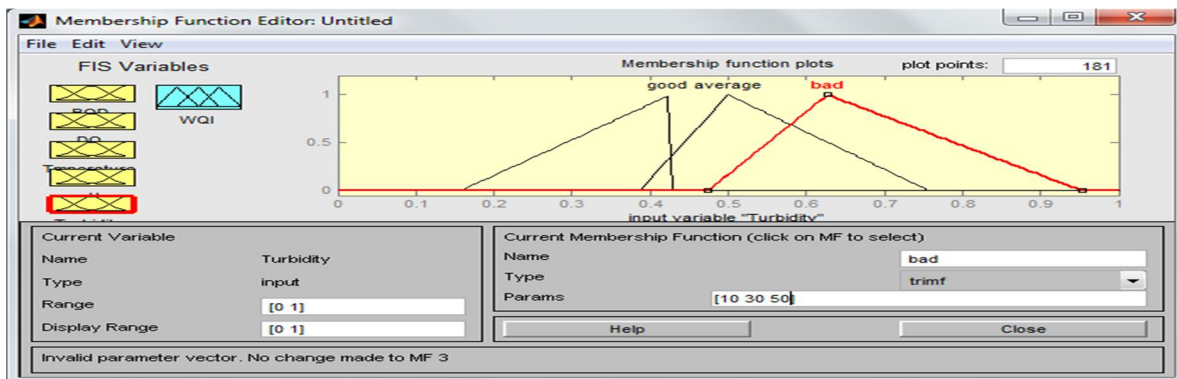 Membership Function Editor: Untitled
File Edit View
FIS Variables
WQI
Membership function plots
plot points: 181
good average bad
1
0.5
0
0 0.1 0.2 0.3 0.4 0.5 0.6 0.7 0.8 0.9 1
input variable "Turbidity"
Current Variable
Name Turbidity
Type input
Range [0 1]
Display Range [0 1]
Current Membership Function (click on MF to select)
Name bad
Type trimf
Params [10 30 50]
Help Close
Invalid parameter vector. No change made to MF 3